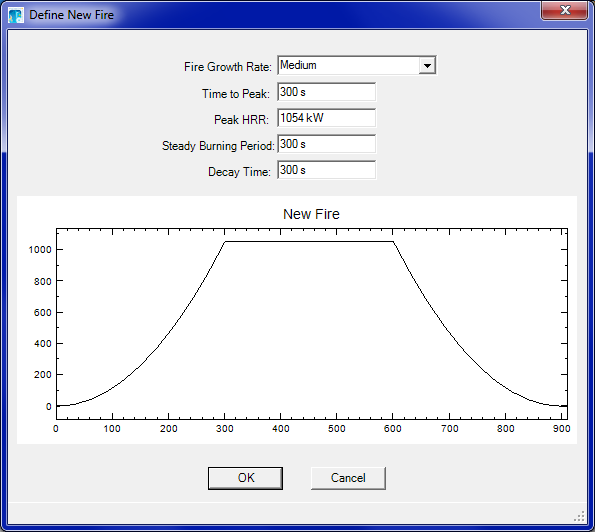 Define New Fire
Fire Growth Rate: Medium
Time to Peak: 300 s
Peak HRR: 1054 kW
Steady Burning Period: 300 s
Decay Time: 300 s
New Fire
1000
800
600
400
200
0
0 100 200 300 400 500 600 700 800 900
OK Cancel